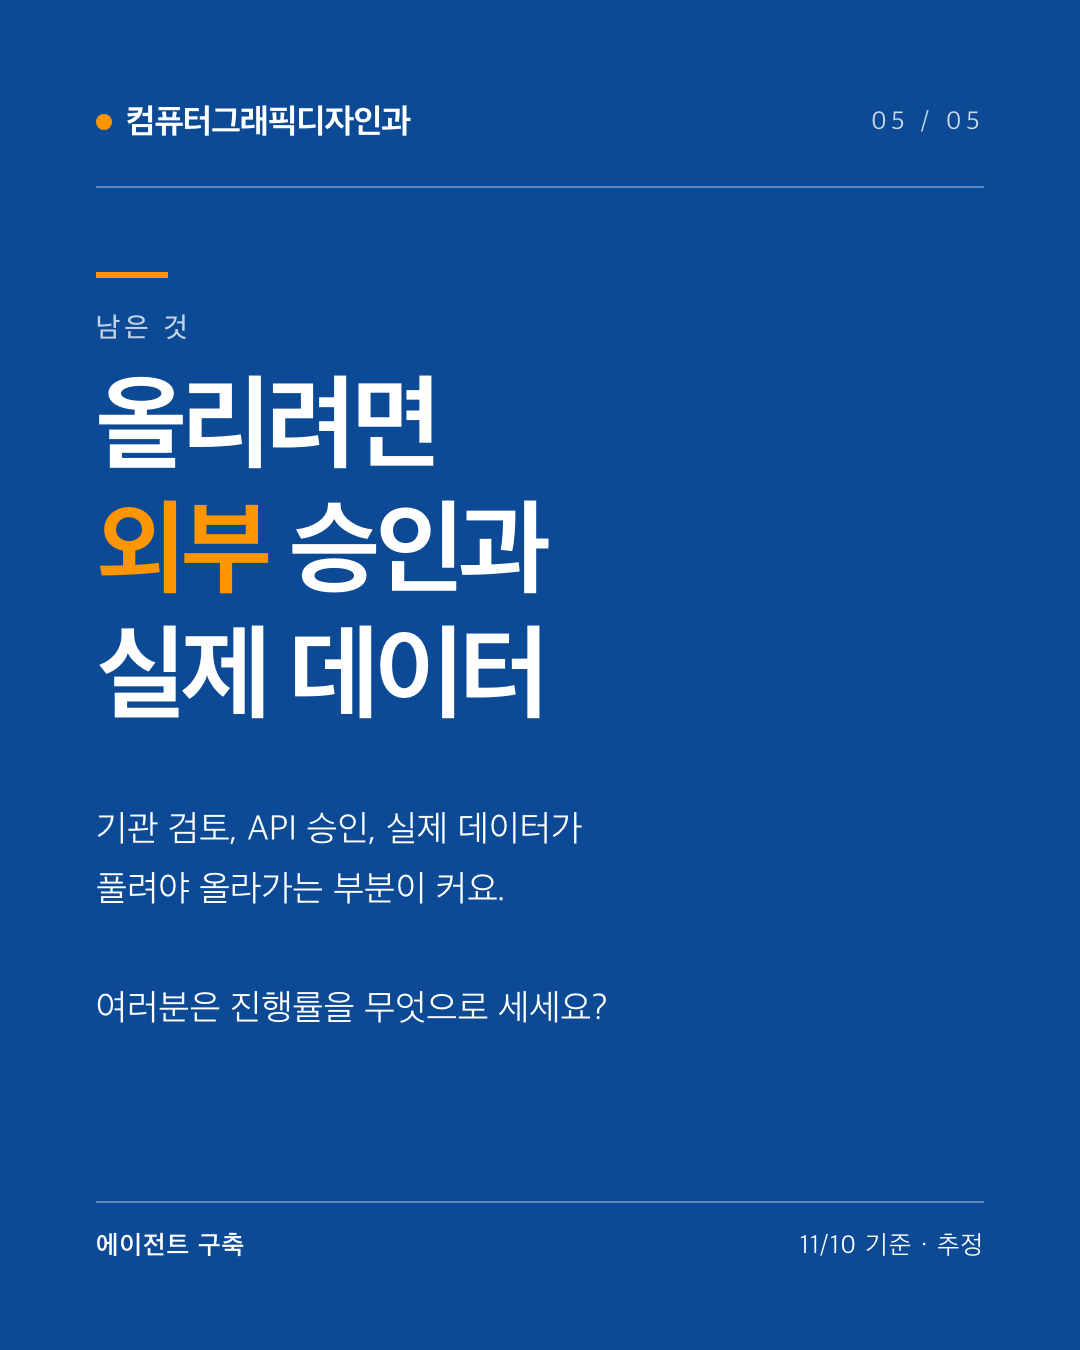 컴퓨터그래픽디자인과
05 / 05
남은 것
올리려면
외부 승인과
실제 데이터
기관 검토, API 승인, 실제 데이터가
풀려야 올라가는 부분이 커요.
여러분은 진행률을 무엇으로 세세요?
에이전트 구축
11/10 기준 · 추정